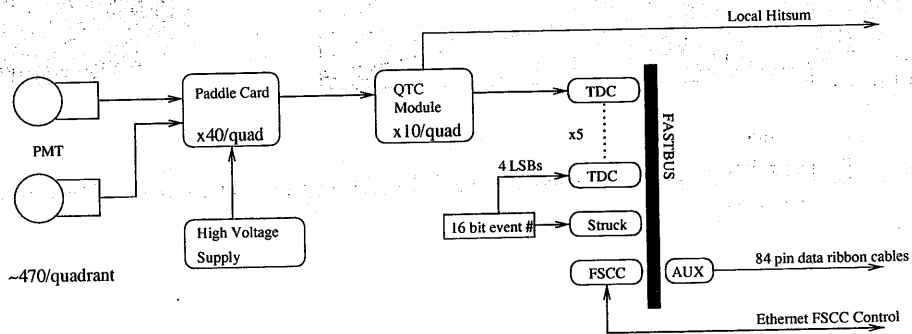 Local Hitsum
Paddle Card
x40/quad
QTC
Module
x10/quad
TDC
x5
TDC
FASTBUS
PMT
4 LSBs
16 bit event #
Struck
High Voltage
Supply
~470/quadrant
FSCC
AUX
84 pin data ribbon cables
Ethernet FSCC Control